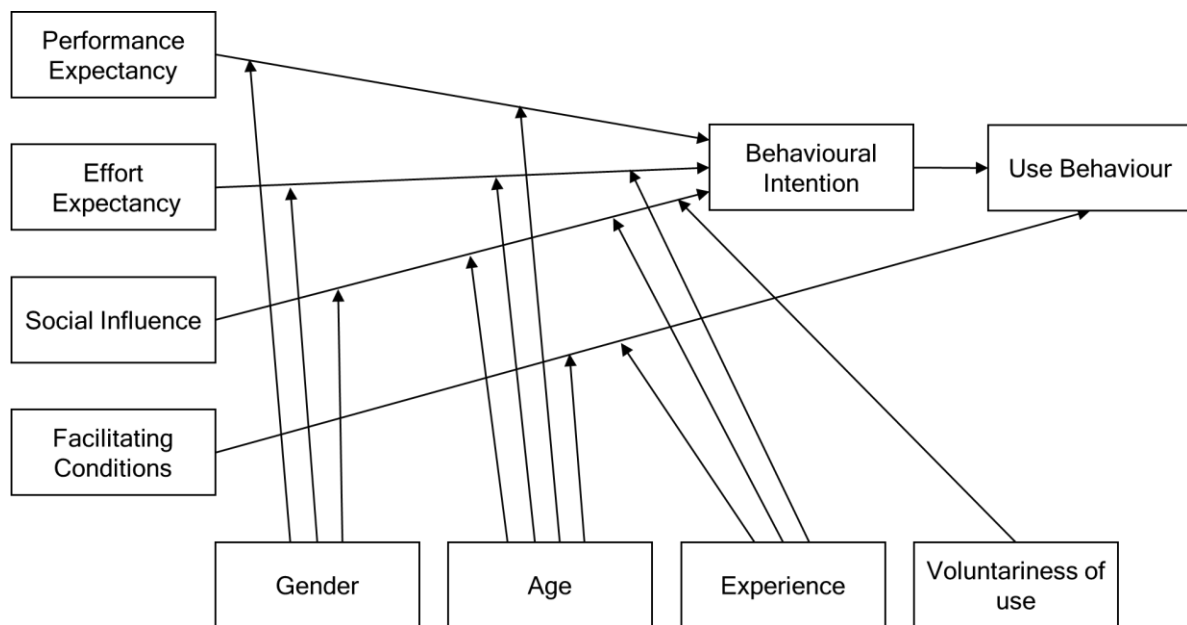 Performance
Expectancy
Effort
Expectancy
Social Influence
Facilitating
Conditions
Behavioural
Intention
Use Behaviour
Gender
Age
Experience
Voluntariness of
use